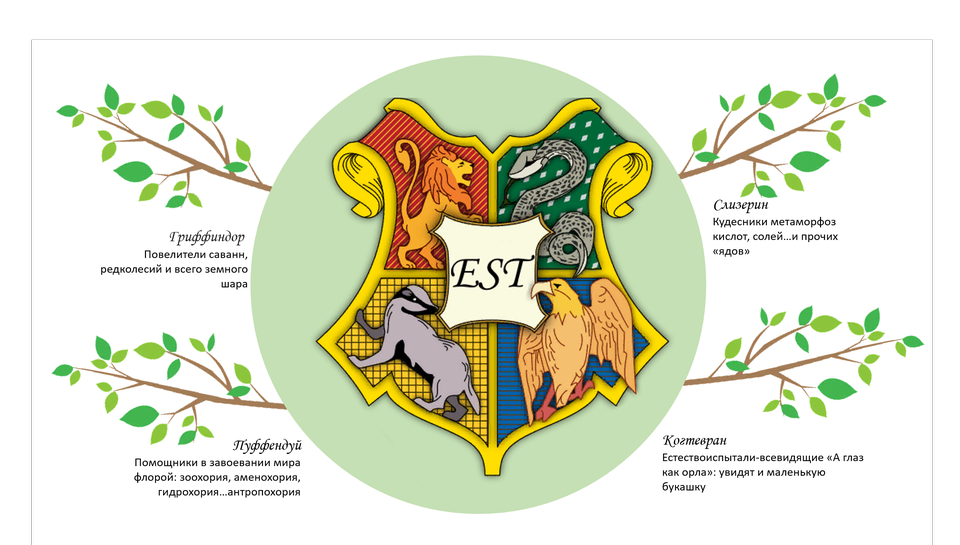 Гриффиндор
Повелители саванн,
редколесий и всего земного
шара
Слизерин
Кудесники метаморфоз
кислот, солей...и прочих
«ядов»
EST
Пуффендуй
Помощники в завоевании мира
флорой: зоохория, аменохория,
гидрохория...антропохория
Когтевран
Естествоиспытали-всевидящие «А глаз
как орла»: увидят и маленькую
букашку